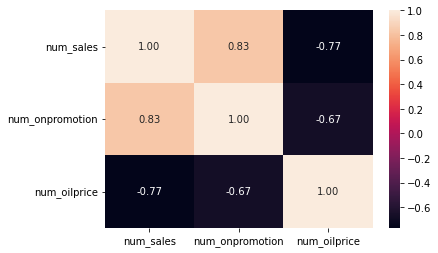 num_sales 1.00 0.83 -0.77
num_onpromotion 0.83 1.00 -0.67
num_oilprice -0.77 -0.67 1.00
num_sales num_onpromotion num_oilprice
1.0
0.8
0.6
0.4
0.2
0.0
-0.2
-0.4
-0.6